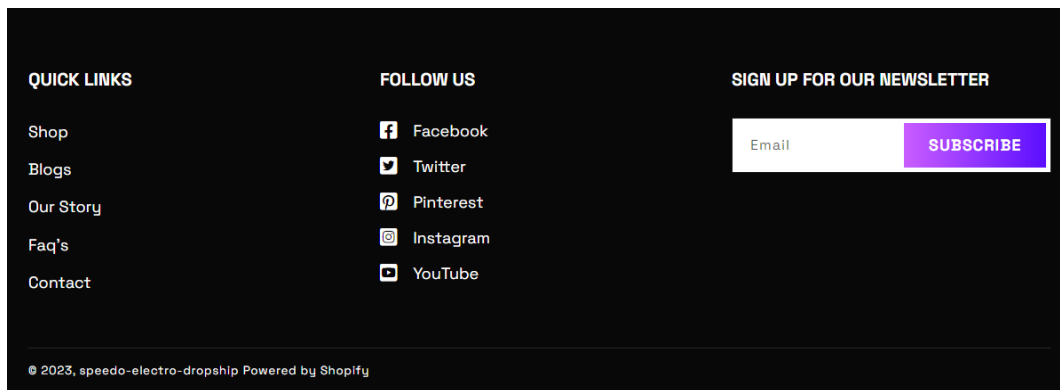 QUICK LINKS
Shop
Blogs
Our Story
Faq's
Contact
FOLLOW US
Facebook
Twitter
Pinterest
Instagram
YouTube
SIGN UP FOR OUR NEWSLETTER
Email
SUBSCRIBE
© 2023, speedo-electro-dropship Powered by Shopify